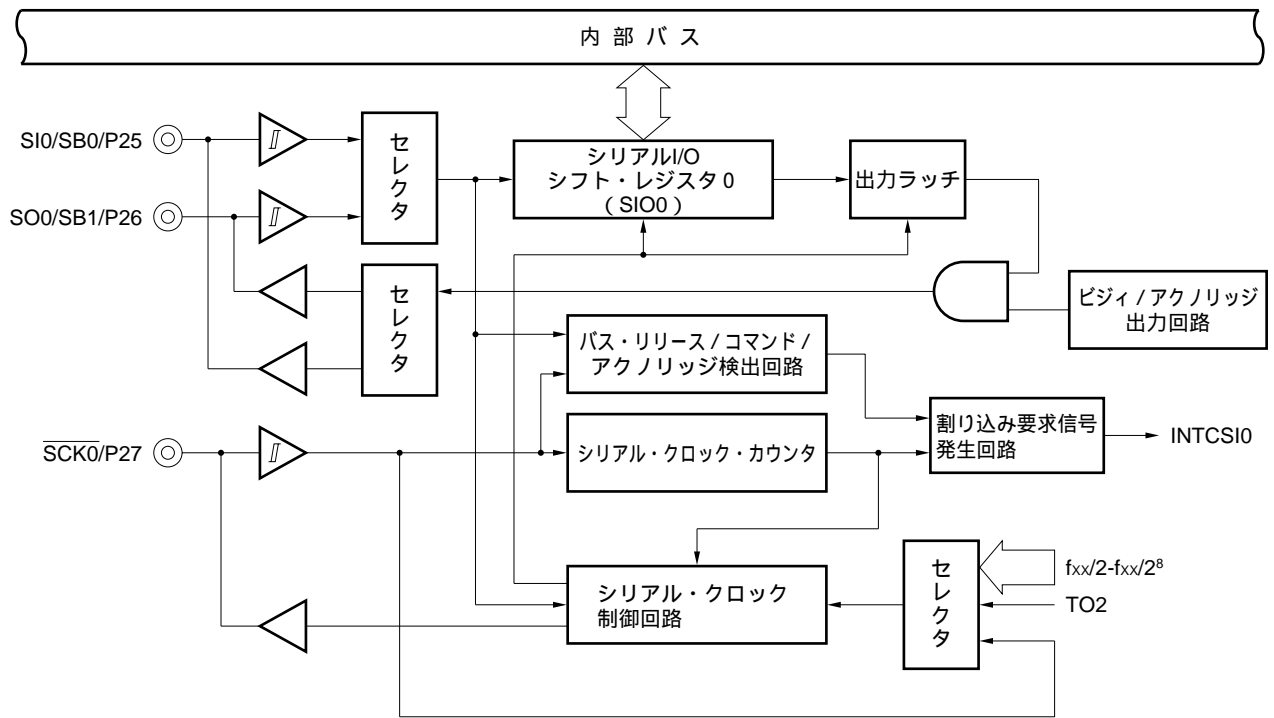 内部バス
SI0/SB0/P25
セレクタ
シリアルI/O
シフト・レジスタ0
(SIO0)
出力ラッチ
SO0/SB1/P26
セレクタ
ビジィ/アクノリッジ
出力回路
バス・リリース/コマンド/
アクノリッジ検出回路
SCK0/P27
シリアル・クロック・カウンタ
割り込み要求信号
発生回路
INTCSI0
シリアル・クロック
制御回路
セレクタ
fxx/2-fxx/2⁸
TO2